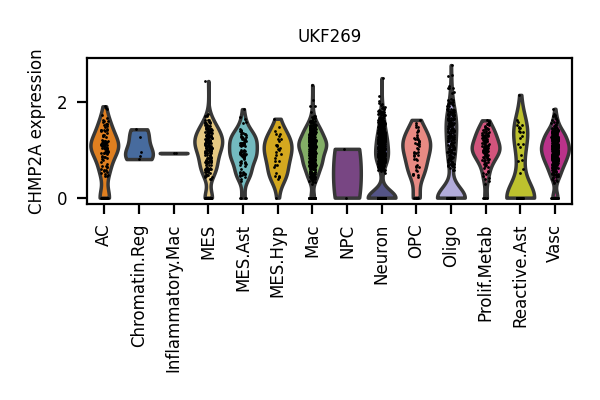 UKF269
CHMP2A expression
2
0
AC
Chromatin.Reg
Inflammatory.Mac
MES
MES.Ast
MES.Hyp
Mac
NPC
Neuron
OPC
Oligo
Prolif.Metab
Reactive.Ast
Vasc